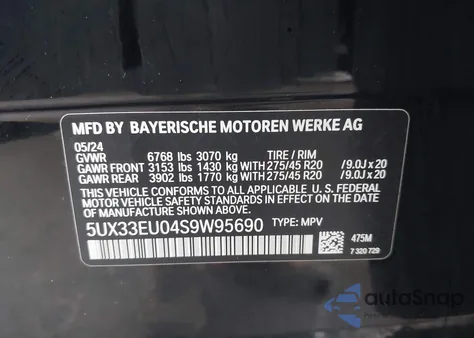 MFD BY BAYERISCHE MOTOREN WERKE AG
05/24
GVWR 6768 lbs 3070 kg TIRE / RIM
GAWR FRONT 3153 lbs 1430 kg WITH 275/45 R20 /9.0J x 20
GAWR REAR 3902 lbs 1770 kg WITH 275/45 R20 /9.0J x 20
THIS VEHICLE CONFORMS TO ALL APPLICABLE U. S. FEDERAL
MOTOR VEHICLE SAFETY STANDARDS IN EFFECT ON THE
DATE OF MANUFACTURE SHOWN ABOVE.
5UX33EU04S9W95690 TYPE: MPV
475M
7 320 729
autoSnap